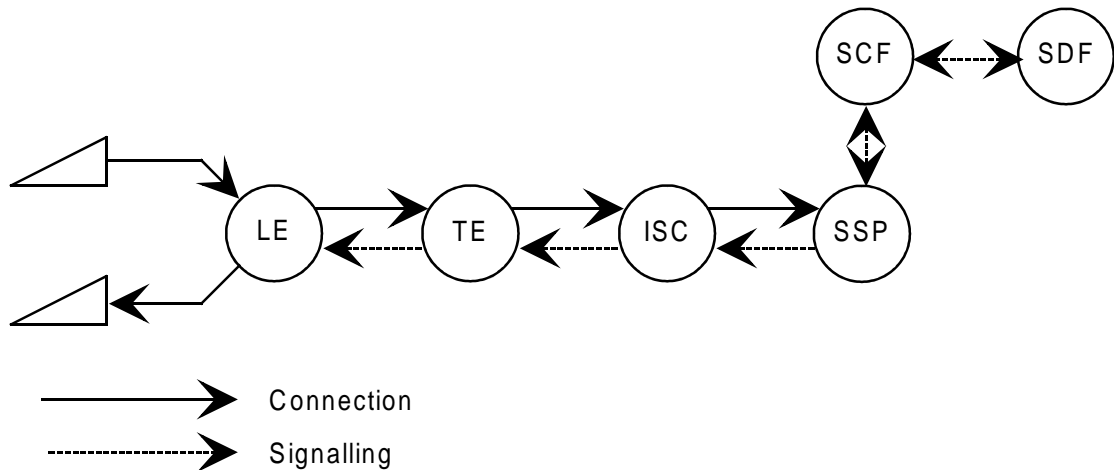 SCF
SDF
LE
TE
ISC
SSP
Connection
Signalling